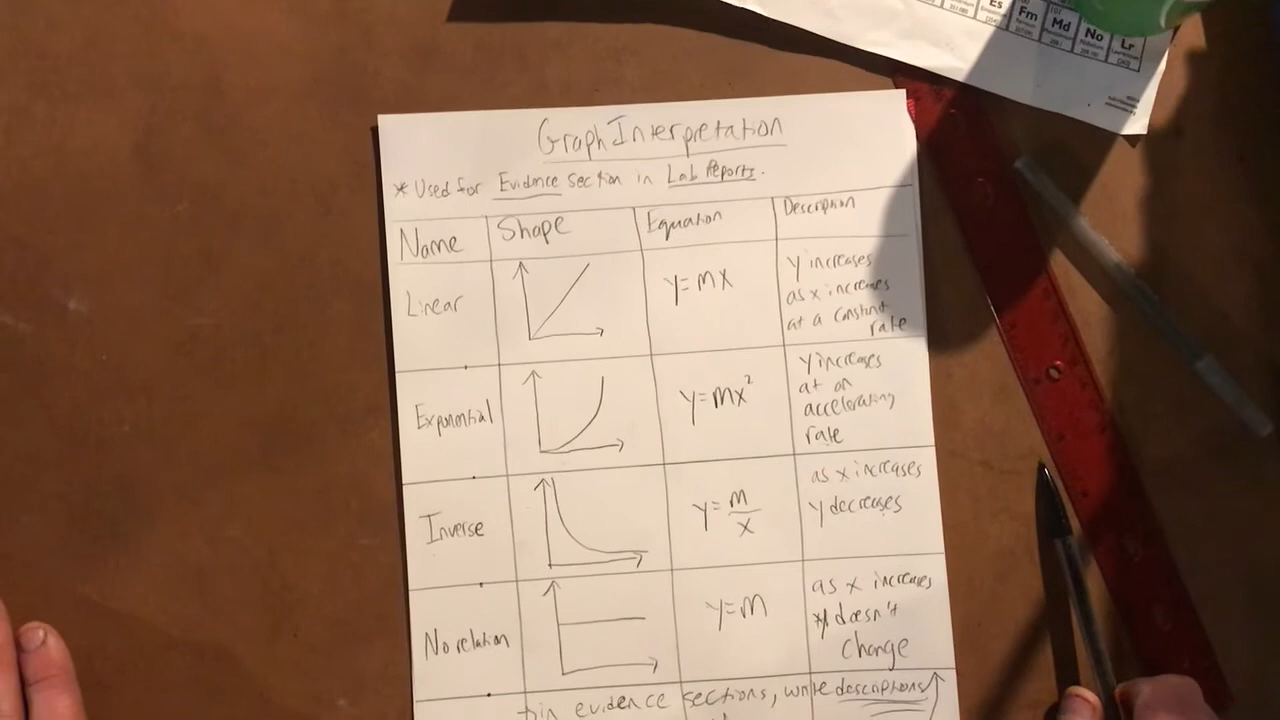 Es
Fm
Md
No
Lr
Graph Interpretation
* Used for Evidence section in Lab Reports.
Name Shape Equation Description
Linear y=mx y increases
as x increases
at a constant
rate
Exponential y=mx² y increases
at an
accelerating
rate
Inverse y=m/x as x increases
y decreases
No relation y=m as x increases
y doesn't
change
in evidence sections, write descriptions